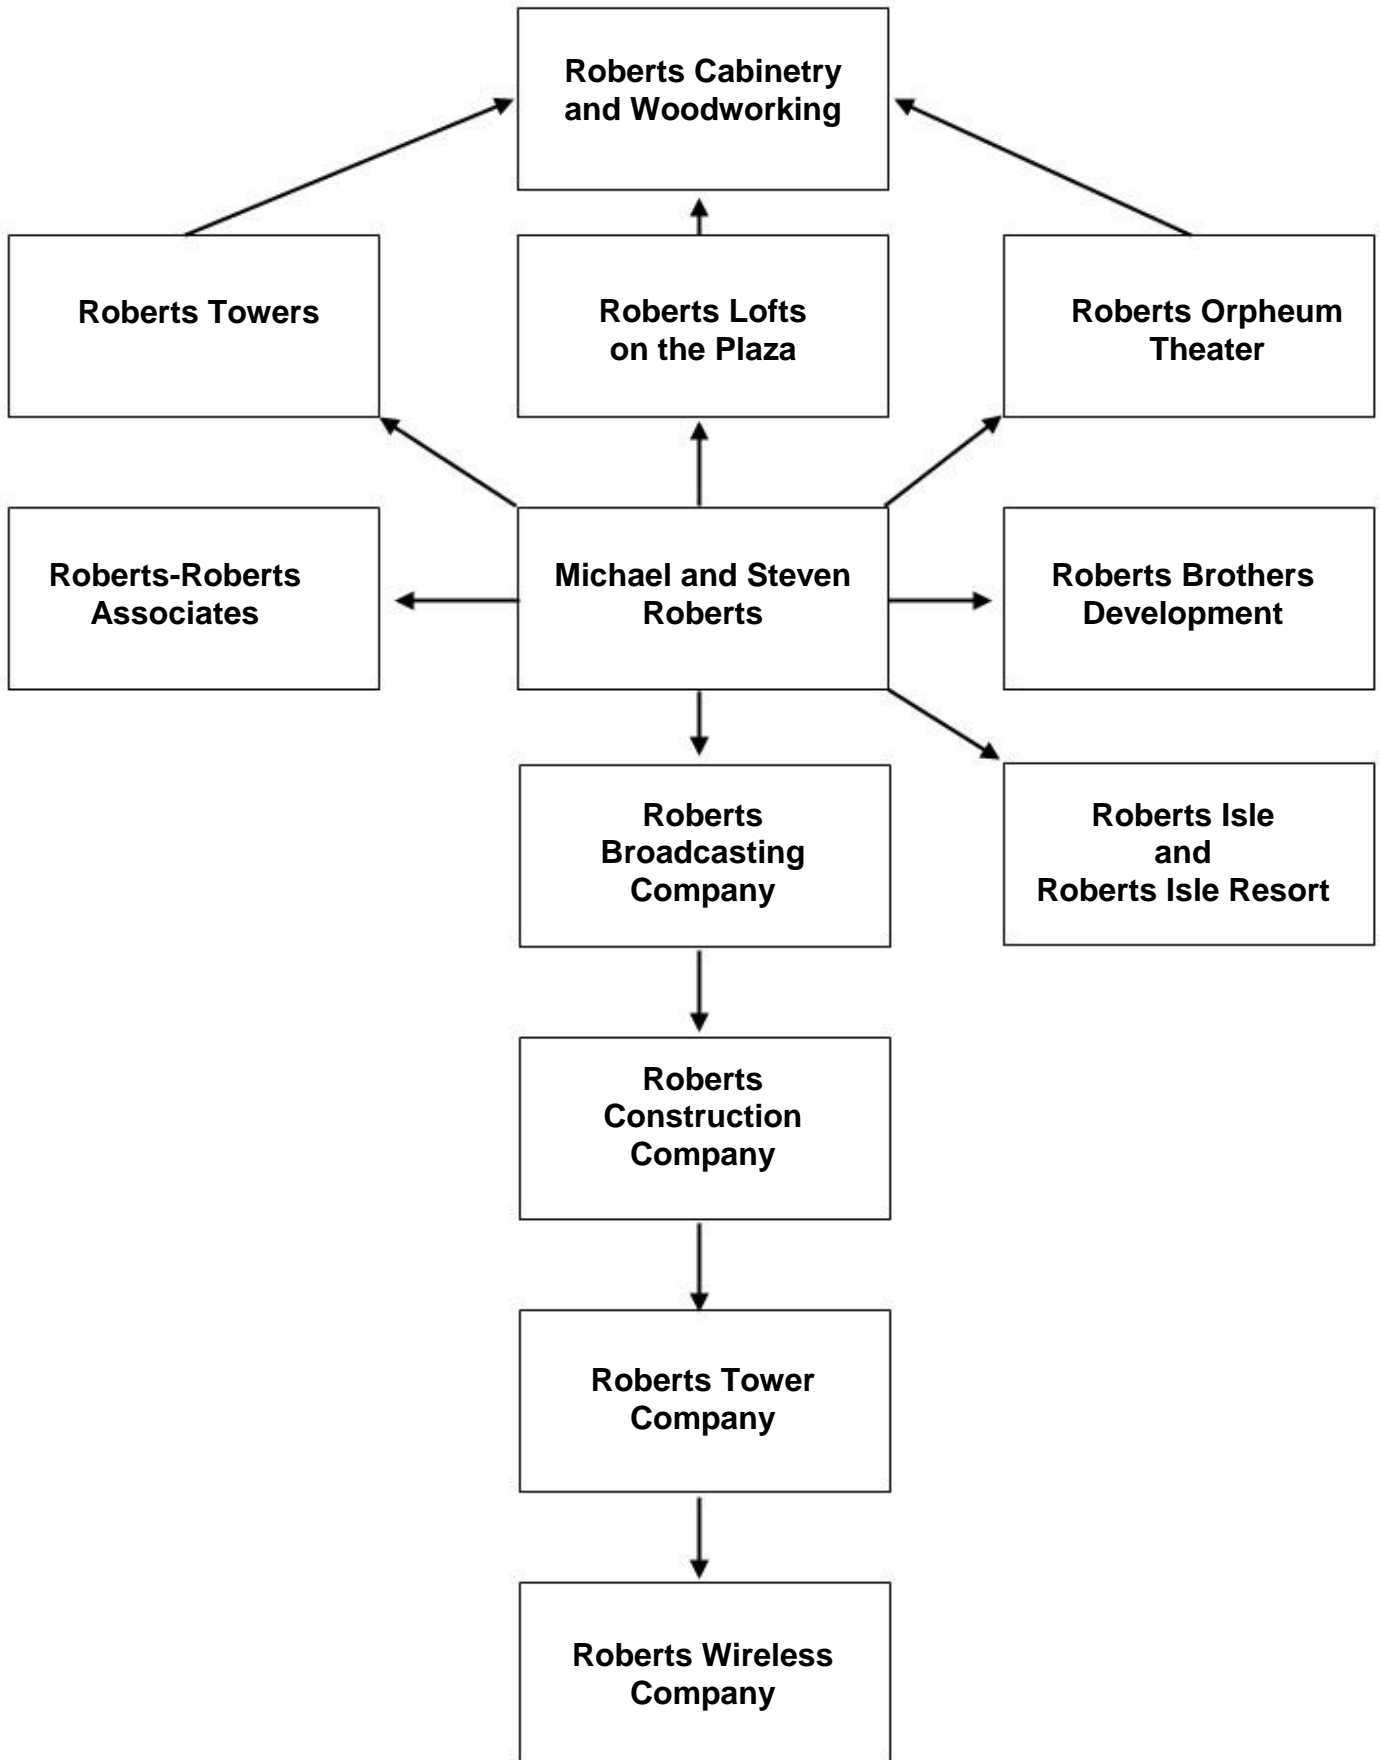 Roberts Cabinetry
and Woodworking
Roberts Towers
Roberts Lofts
on the Plaza
Roberts Orpheum
Theater
Roberts-Roberts
Associates
Michael and Steven
Roberts
Roberts Brothers
Development
Roberts
Broadcasting
Company
Roberts Isle
and
Roberts Isle Resort
Roberts
Construction
Company
Roberts Tower
Company
Roberts Wireless
Company